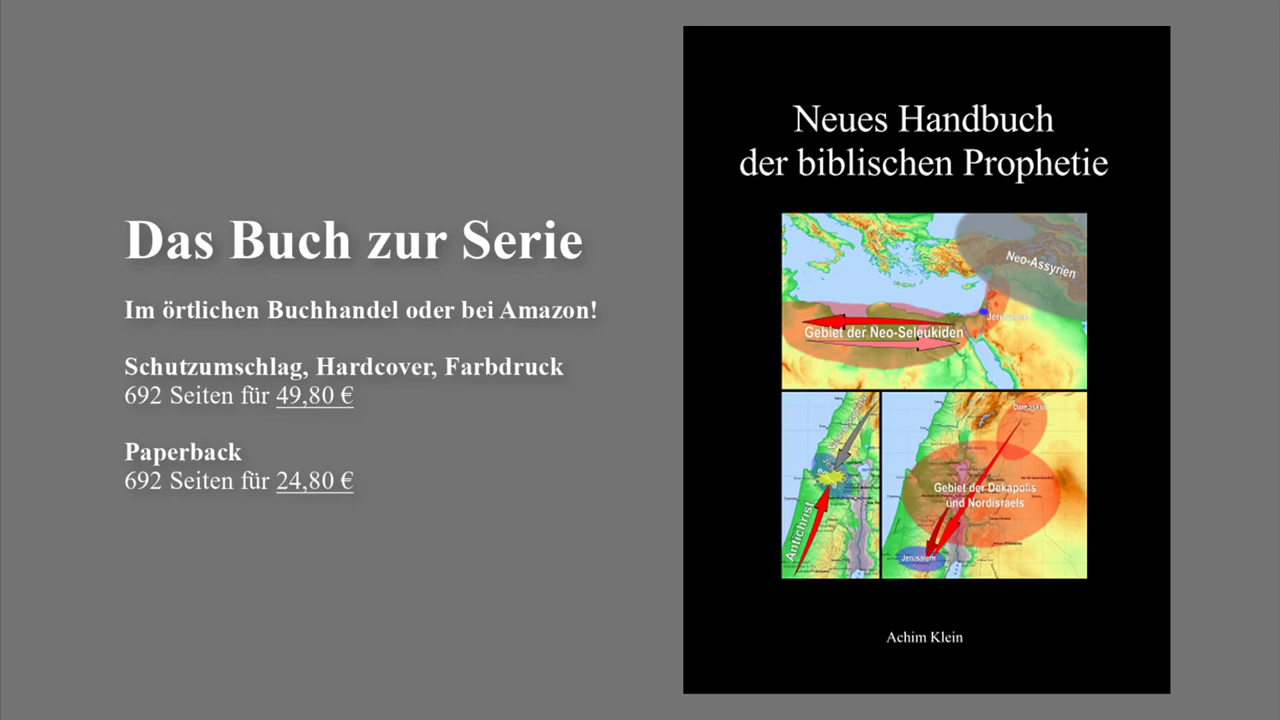 Das Buch zur Serie
Im örtlichen Buchhandel oder bei Amazon!
Schutzumschlag, Hardcover, Farbdruck
692 Seiten für 49,80 €
Paperback
692 Seiten für 24,80 €
Neues Handbuch
der biblischen Prophetie
Neo-Assyrien
Jerusalem
Gebiet der Neo-Seleukiden
Antichrist
Damaskus
Gebiet der Dekapolis
und Nordisraels
Jerusalem
Achim Klein